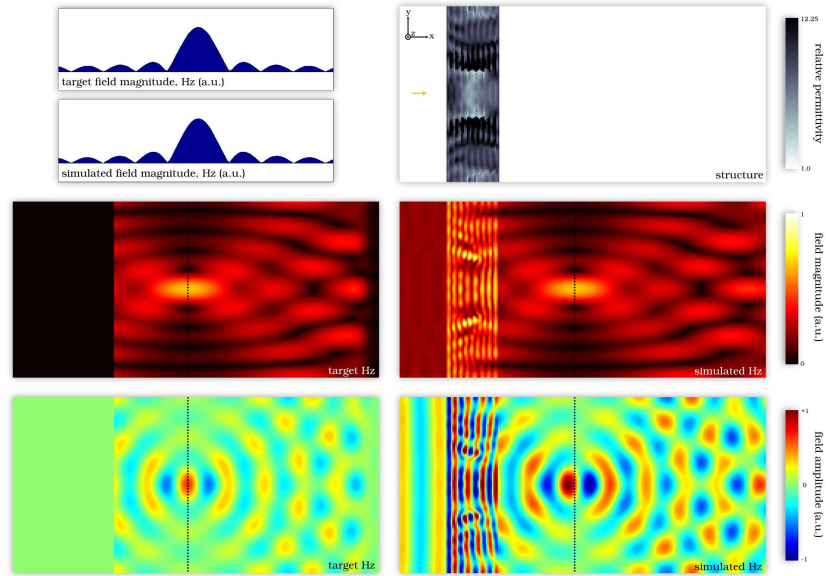 target field magnitude, Hz (a.u.)
simulated field magnitude, Hz (a.u.)
y
z
x
structure
12.25
relative permittivity
1.0
target Hz
simulated Hz
1
field magnitude (a.u.)
0
target Hz
simulated Hz
+1
0
field amplitude (a.u.)
-1